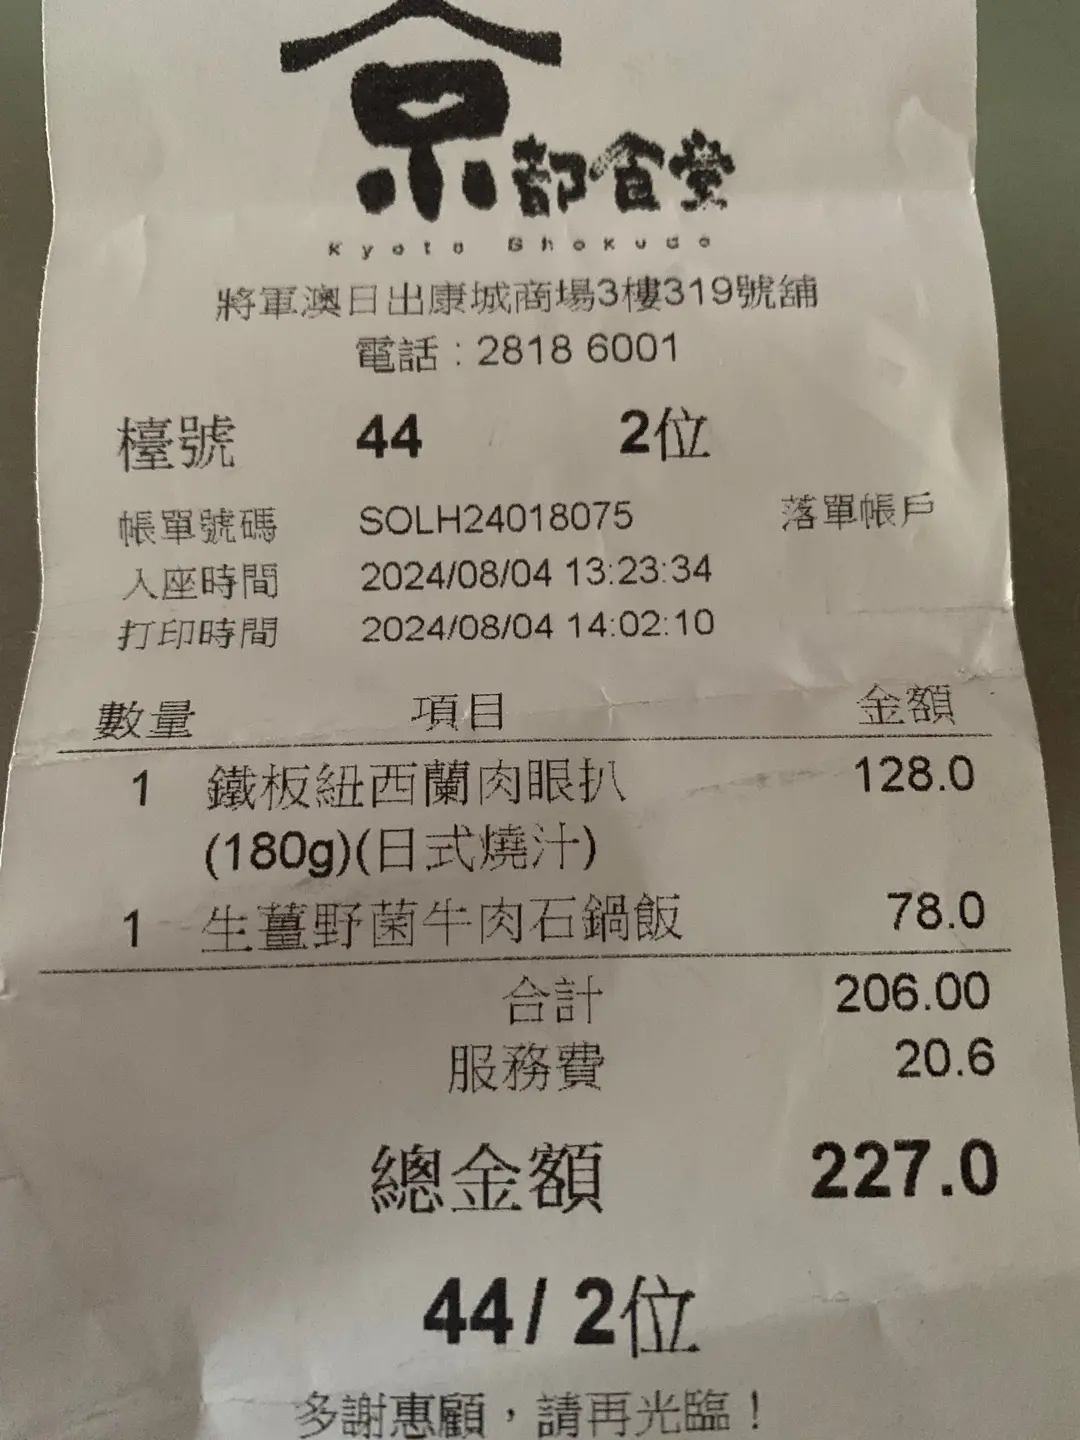 京都食堂
Kyoto Shokudo
將軍澳日出康城商場3樓319號舖
電話：2818 6001
檯號 44 2位
帳單號碼 SOLH24018075 落單帳戶
入座時間 2024/08/04 13:23:34
打印時間 2024/08/04 14:02:10
數量 項目 金額
1 鐵板紐西蘭肉眼扒 128.0
(180g)(日式燒汁)
1 生薑野菌牛肉石鍋飯 78.0
合計 206.00
服務費 20.6
總金額 227.0
44/ 2位
多謝惠顧，請再光臨！